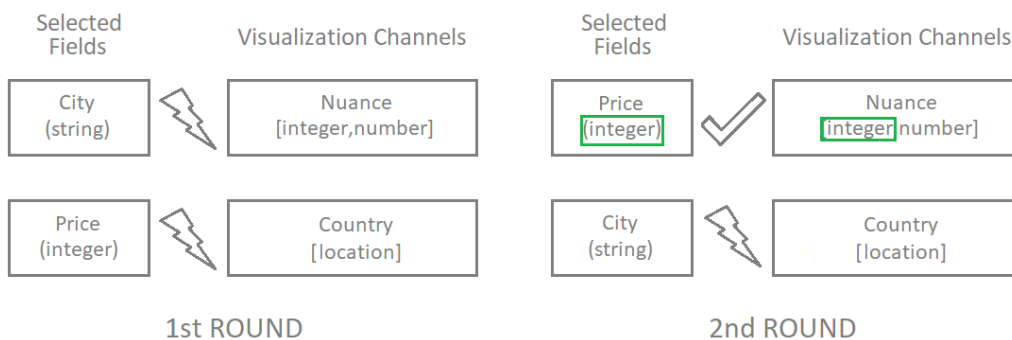 Selected
Fields
Visualization Channels
City
(string)
Nuance
[integer,number]
Price
(integer)
Country
[location]
1st ROUND
Selected
Fields
Visualization Channels
Price
(integer)
Nuance
[integer,number]
City
(string)
Country
[location]
2nd ROUND